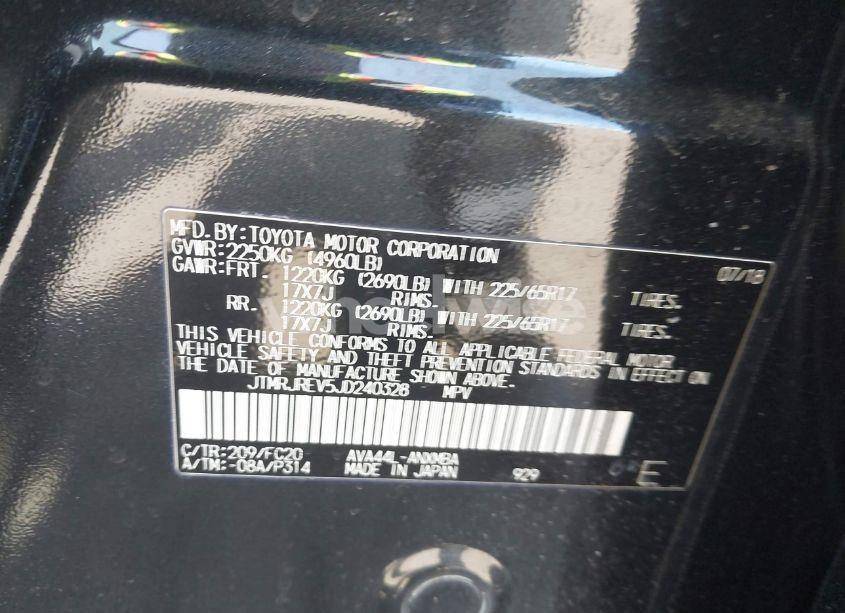 MFD. BY: TOYOTA MOTOR CORPORATION 07/18
GVWR: 2250KG (4960LB)
GAWR: FRT. 1220KG (2690LB) WITH 225/65R17 TIRES,
17X7J RIMS.
RR. 1220KG (2690LB) WITH 225/65R17 TIRES,
17X7J RIMS.
THIS VEHICLE CONFORMS TO ALL APPLICABLE FEDERAL MOTOR
VEHICLE SAFETY AND THEFT PREVENTION STANDARDS IN EFFECT ON
THE DATE OF MANUFACTURE SHOWN ABOVE.
JTMRJREV5JD240328 MPV
C/TR: 209/FC20 AVA44L-ANXMBA
A/TM: -08A/P314 MADE IN JAPAN 929 E